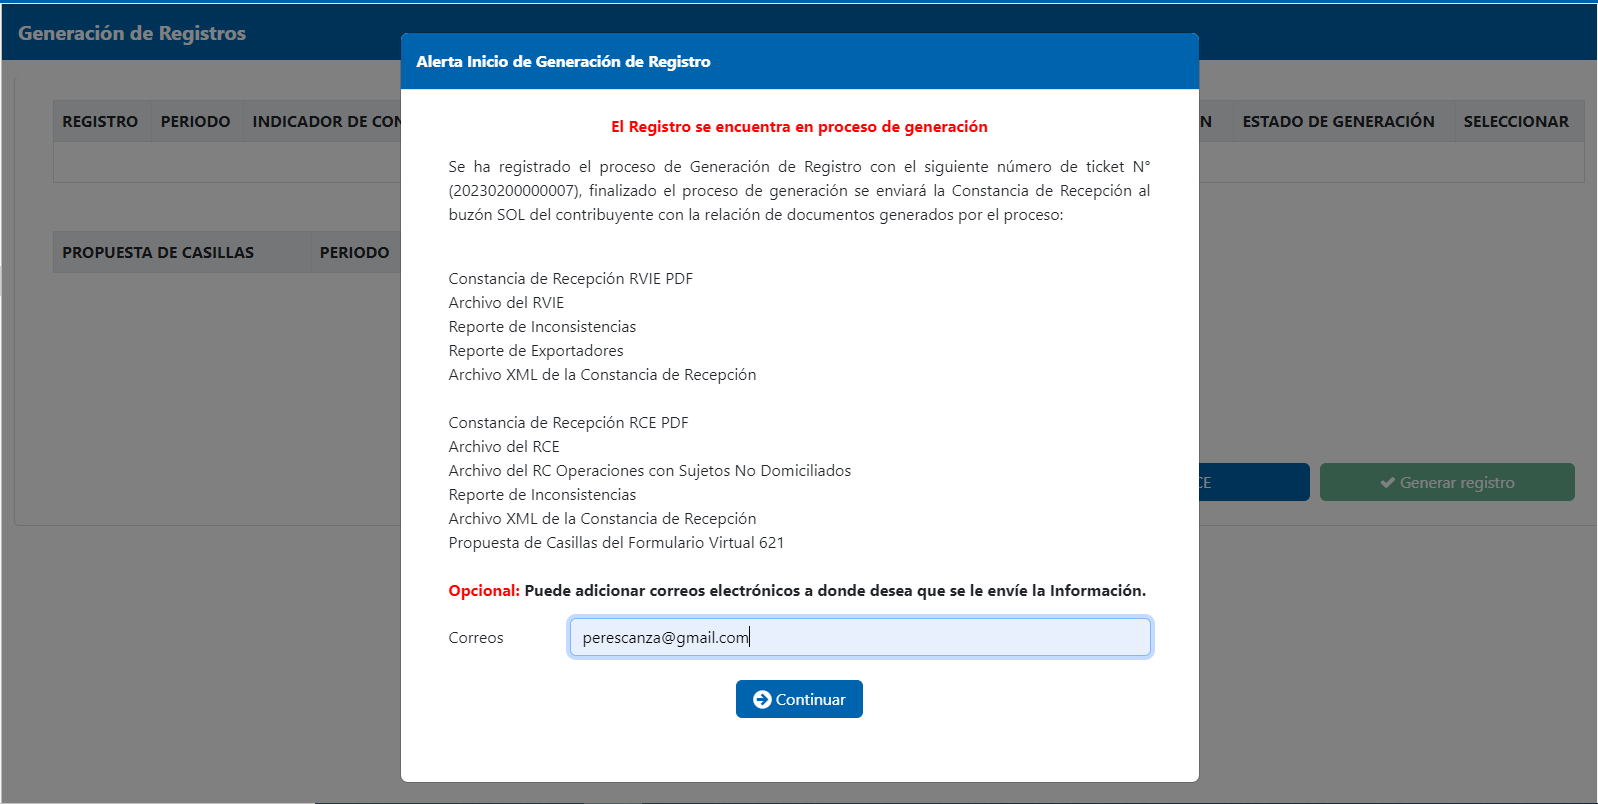 Generación de Registros
Alerta Inicio de Generación de Registro
REGISTRO PERIODO INDICADOR DE CON N ESTADO DE GENERACIÓN SELECCIONAR
El Registro se encuentra en proceso de generación
Se ha registrado el proceso de Generación de Registro con el siguiente número de ticket N°
(20230200000007), finalizado el proceso de generación se enviará la Constancia de Recepción al
buzón SOL del contribuyente con la relación de documentos generados por el proceso:
PROPUESTA DE CASILLAS PERIODO
Constancia de Recepción RVIE PDF
Archivo del RVIE
Reporte de Inconsistencias
Reporte de Exportadores
Archivo XML de la Constancia de Recepción
Constancia de Recepción RCE PDF
Archivo del RCE
Archivo del RC Operaciones con Sujetos No Domiciliados
Reporte de Inconsistencias
Archivo XML de la Constancia de Recepción
Propuesta de Casillas del Formulario Virtual 621
CE Generar registro
Opcional: Puede adicionar correos electrónicos a donde desea que se le envíe la Información.
Correos perescanza@gmail.com
Continuar